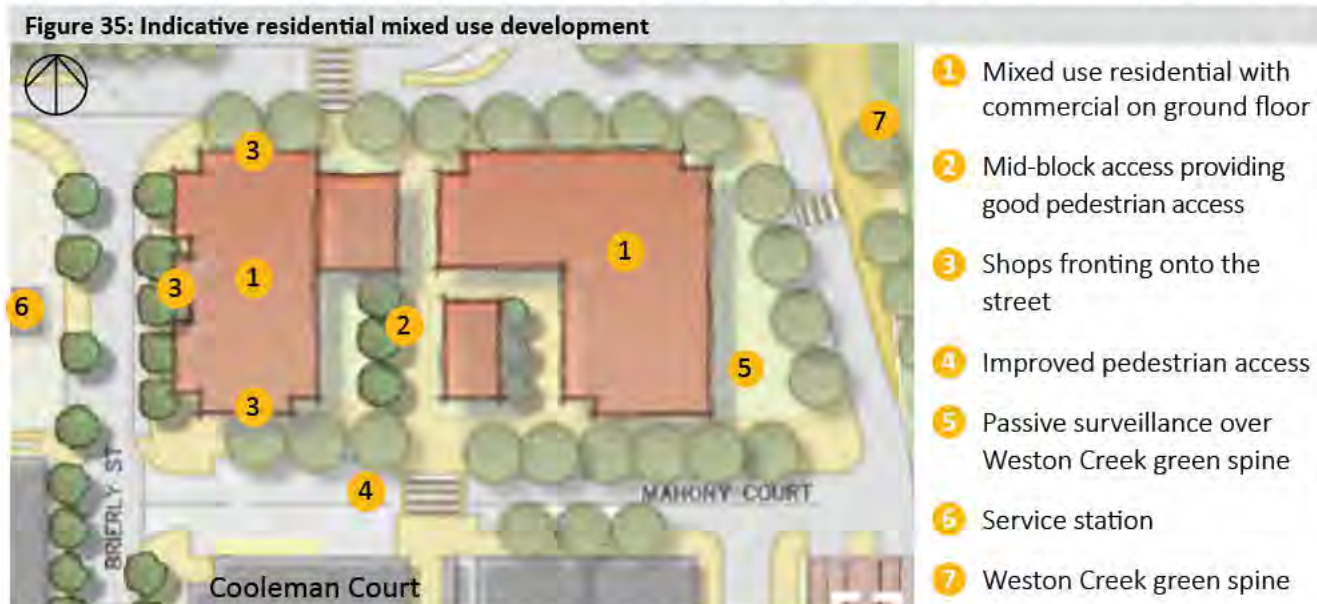 Figure 35: Indicative residential mixed use development
7
3
1
3
1
6
2
5
3
4
MAHONY COURT
BRIERLY ST
Cooleman Court
1 Mixed use residential with
commercial on ground floor
2 Mid-block access providing
good pedestrian access
3 Shops fronting onto the
street
4 Improved pedestrian access
5 Passive surveillance over
Weston Creek green spine
6 Service station
7 Weston Creek green spine